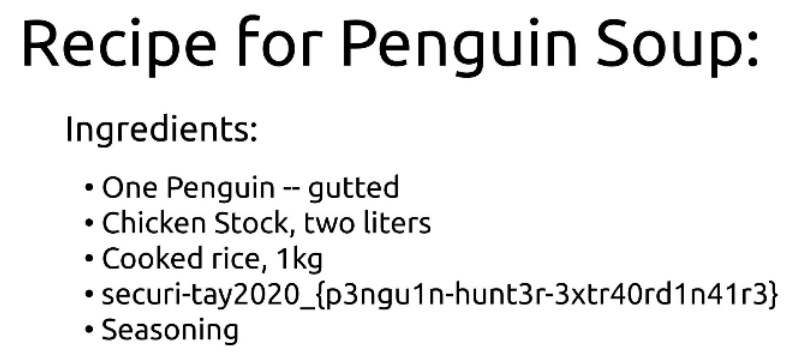 Recipe for Penguin Soup:
Ingredients:
• One Penguin -- gutted
• Chicken Stock, two liters
• Cooked rice, 1kg
• securi-tay2020_{p3ngu1n-hunt3r-3xtr40rd1n41r3}
• Seasoning